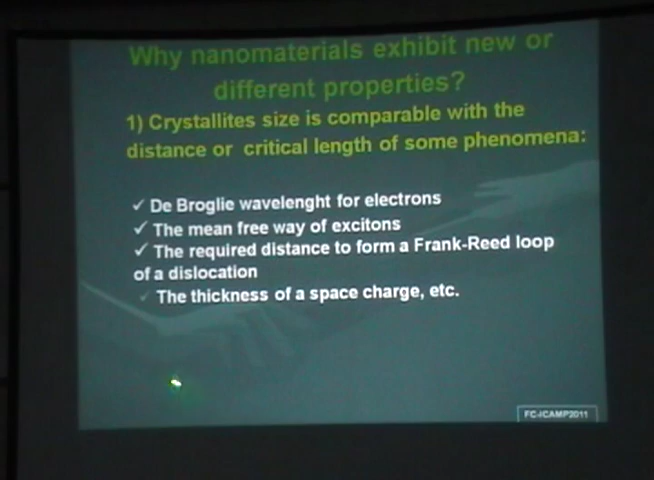 Why nanomaterials exhibit new or
different properties?
1) Crystallites size is comparable with the
distance or critical length of some phenomena:
✓ De Broglie wavelenght for electrons
✓ The mean free way of excitons
✓ The required distance to form a Frank-Reed loop
of a dislocation
✓ The thickness of a space charge, etc.
FC-ICAMP2011